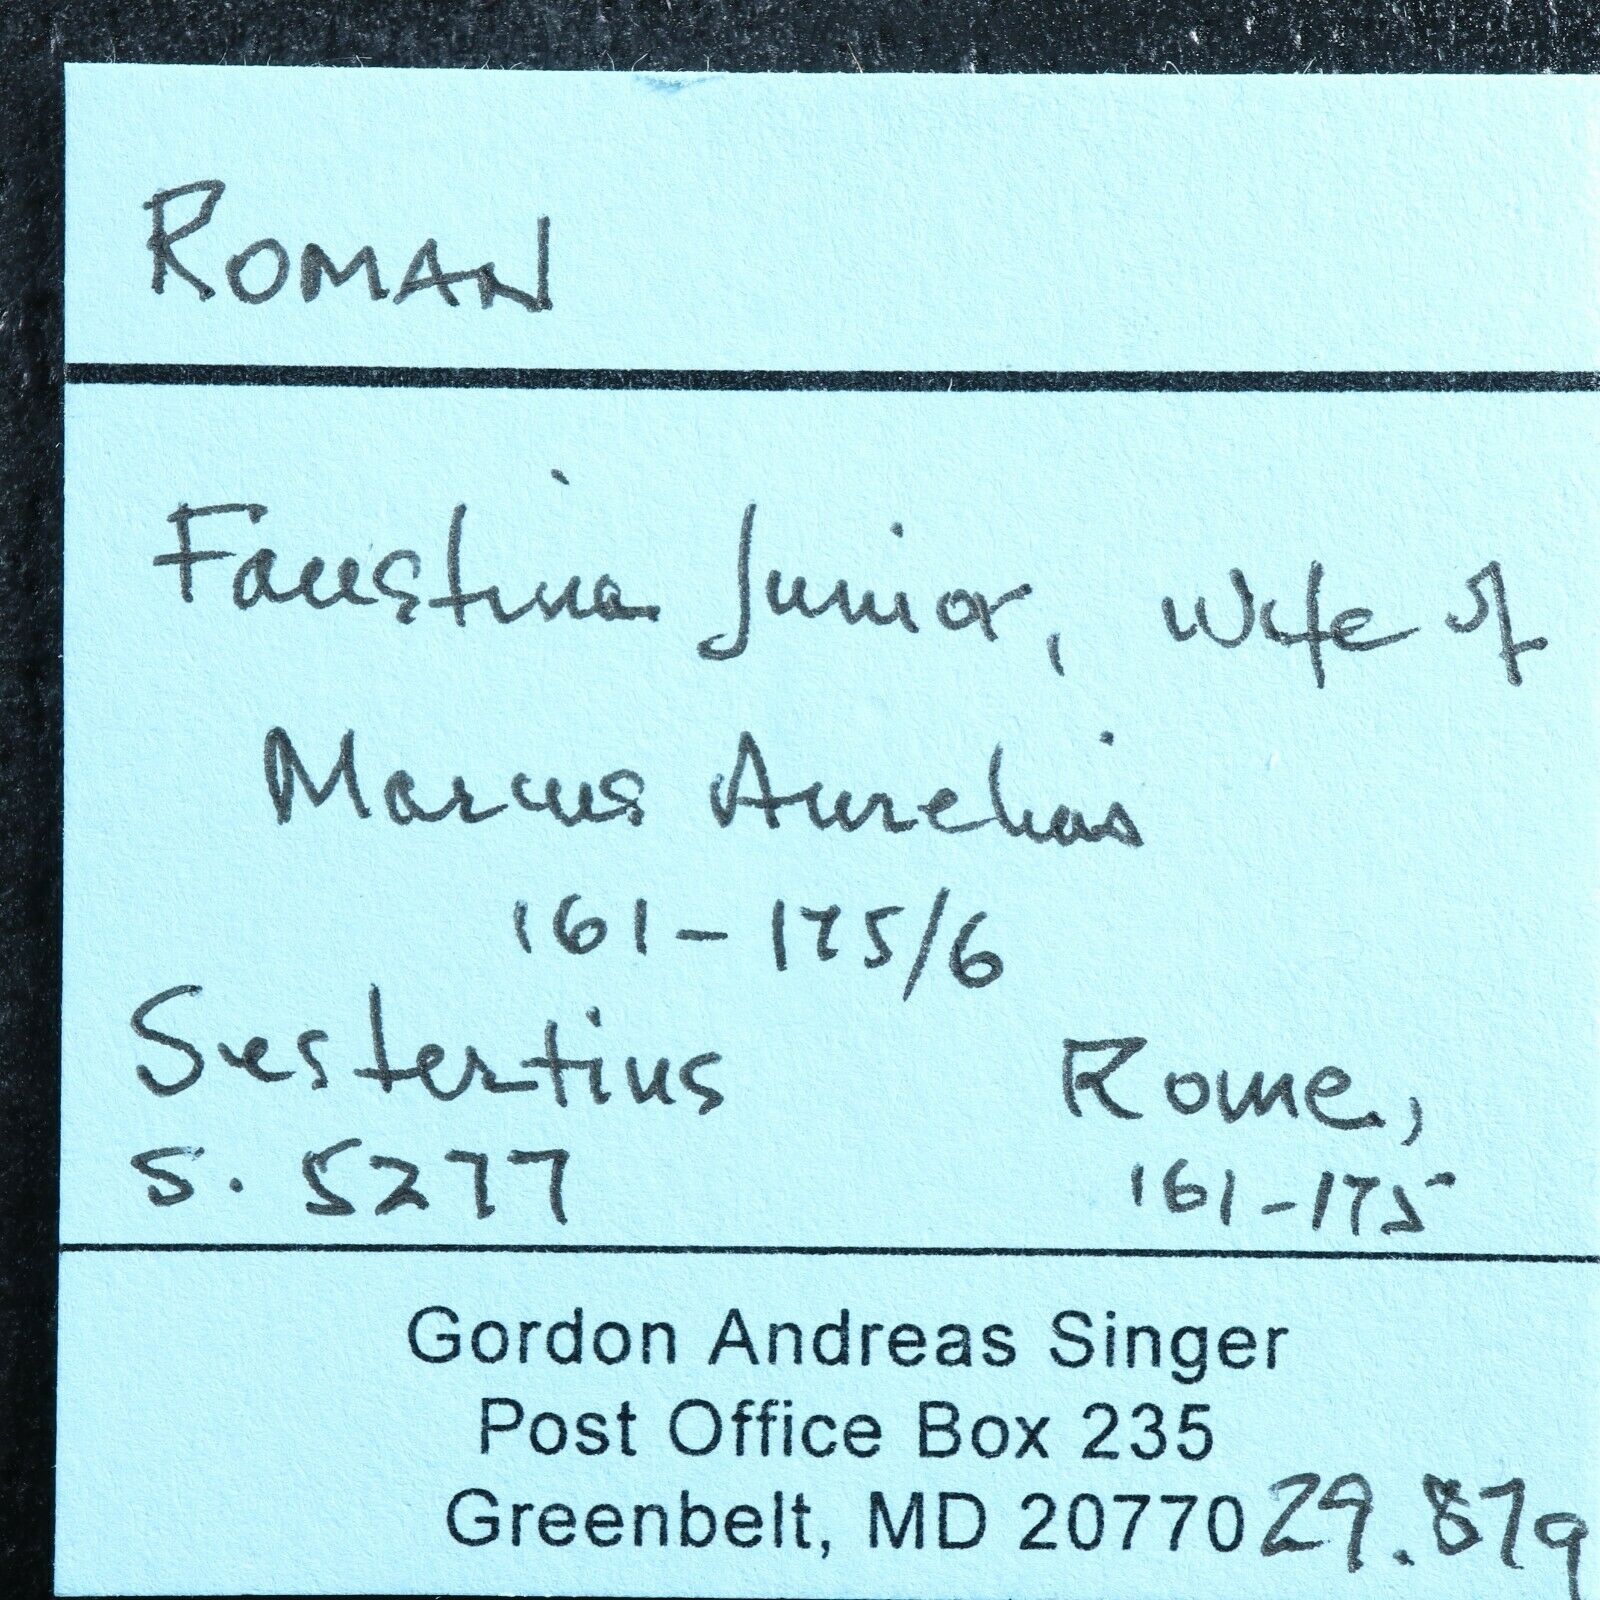 ROMAN
Faustina Junior, wife of
Marcus Aurelius
161-175/6
Sestertius Rome,
S. 5277 161-175
Gordon Andreas Singer
Post Office Box 235
Greenbelt, MD 20770 29.87g